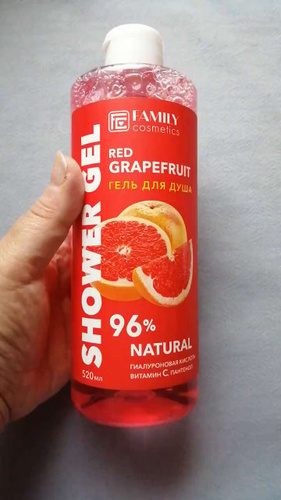 FAMILY
cosmetics
SHOWER GEL
RED
GRAPEFRUIT
ГЕЛЬ ДЛЯ ДУША
96%
NATURAL
ГИАЛУРОНОВАЯ КИСЛОТА
ВИТАМИН С, ПАНТЕНОЛ
520мл